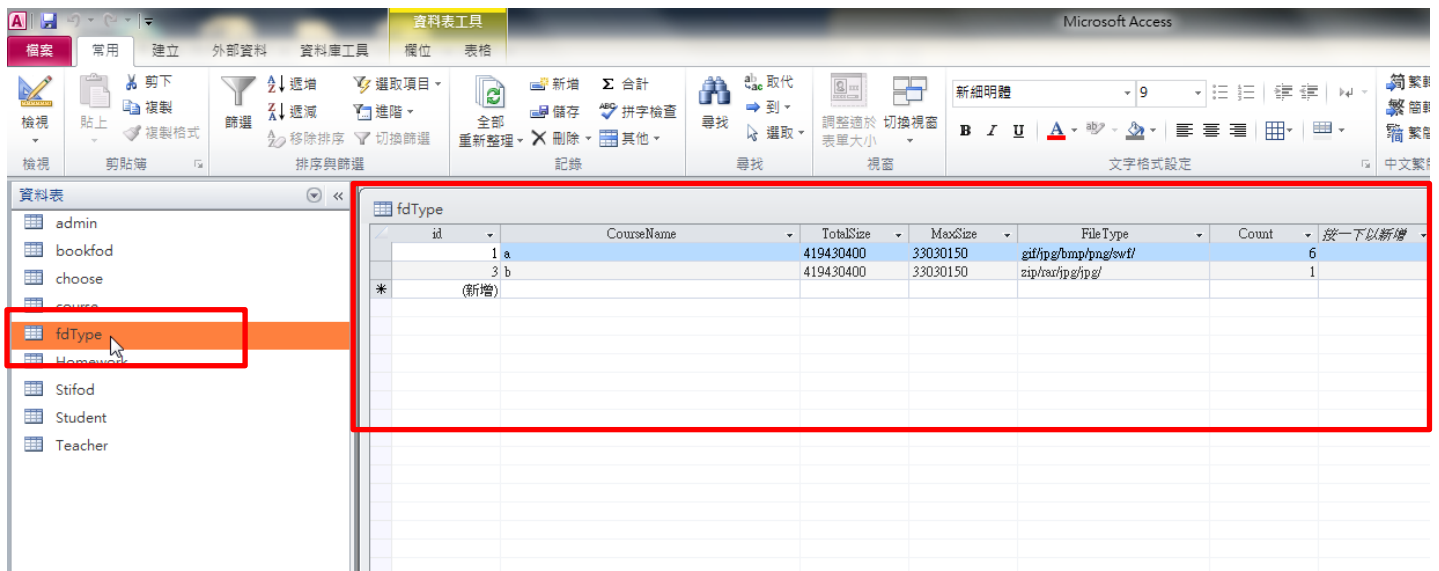 資料表工具
Microsoft Access
檔案 常用 建立 外部資料 資料庫工具 欄位 表格
檢視
貼上
剪下
複製
複製格式
篩選
遞增
遞減
移除排序
選取項目
進階
切換篩選
全部
重新整理
新增
儲存
刪除
Σ 合計
拼字檢查
其他
尋找
取代
到
選取
調整適於
表單大小
切換視窗
新細明體 9
B I U A
檢視 剪貼簿 排序與篩選 記錄 尋找 視窗 文字格式設定
資料表
admin
bookfod
choose
course
fdType
Homework
Stifod
Student
Teacher
fdType
id CourseName TotalSize MaxSize FileType Count 按一下以新增
1 a 419430400 33030150 gif/jpg/bmp/png/swf/ 6
3 b 419430400 33030150 zip/rar/jpg/jpg/ 1
(新增)